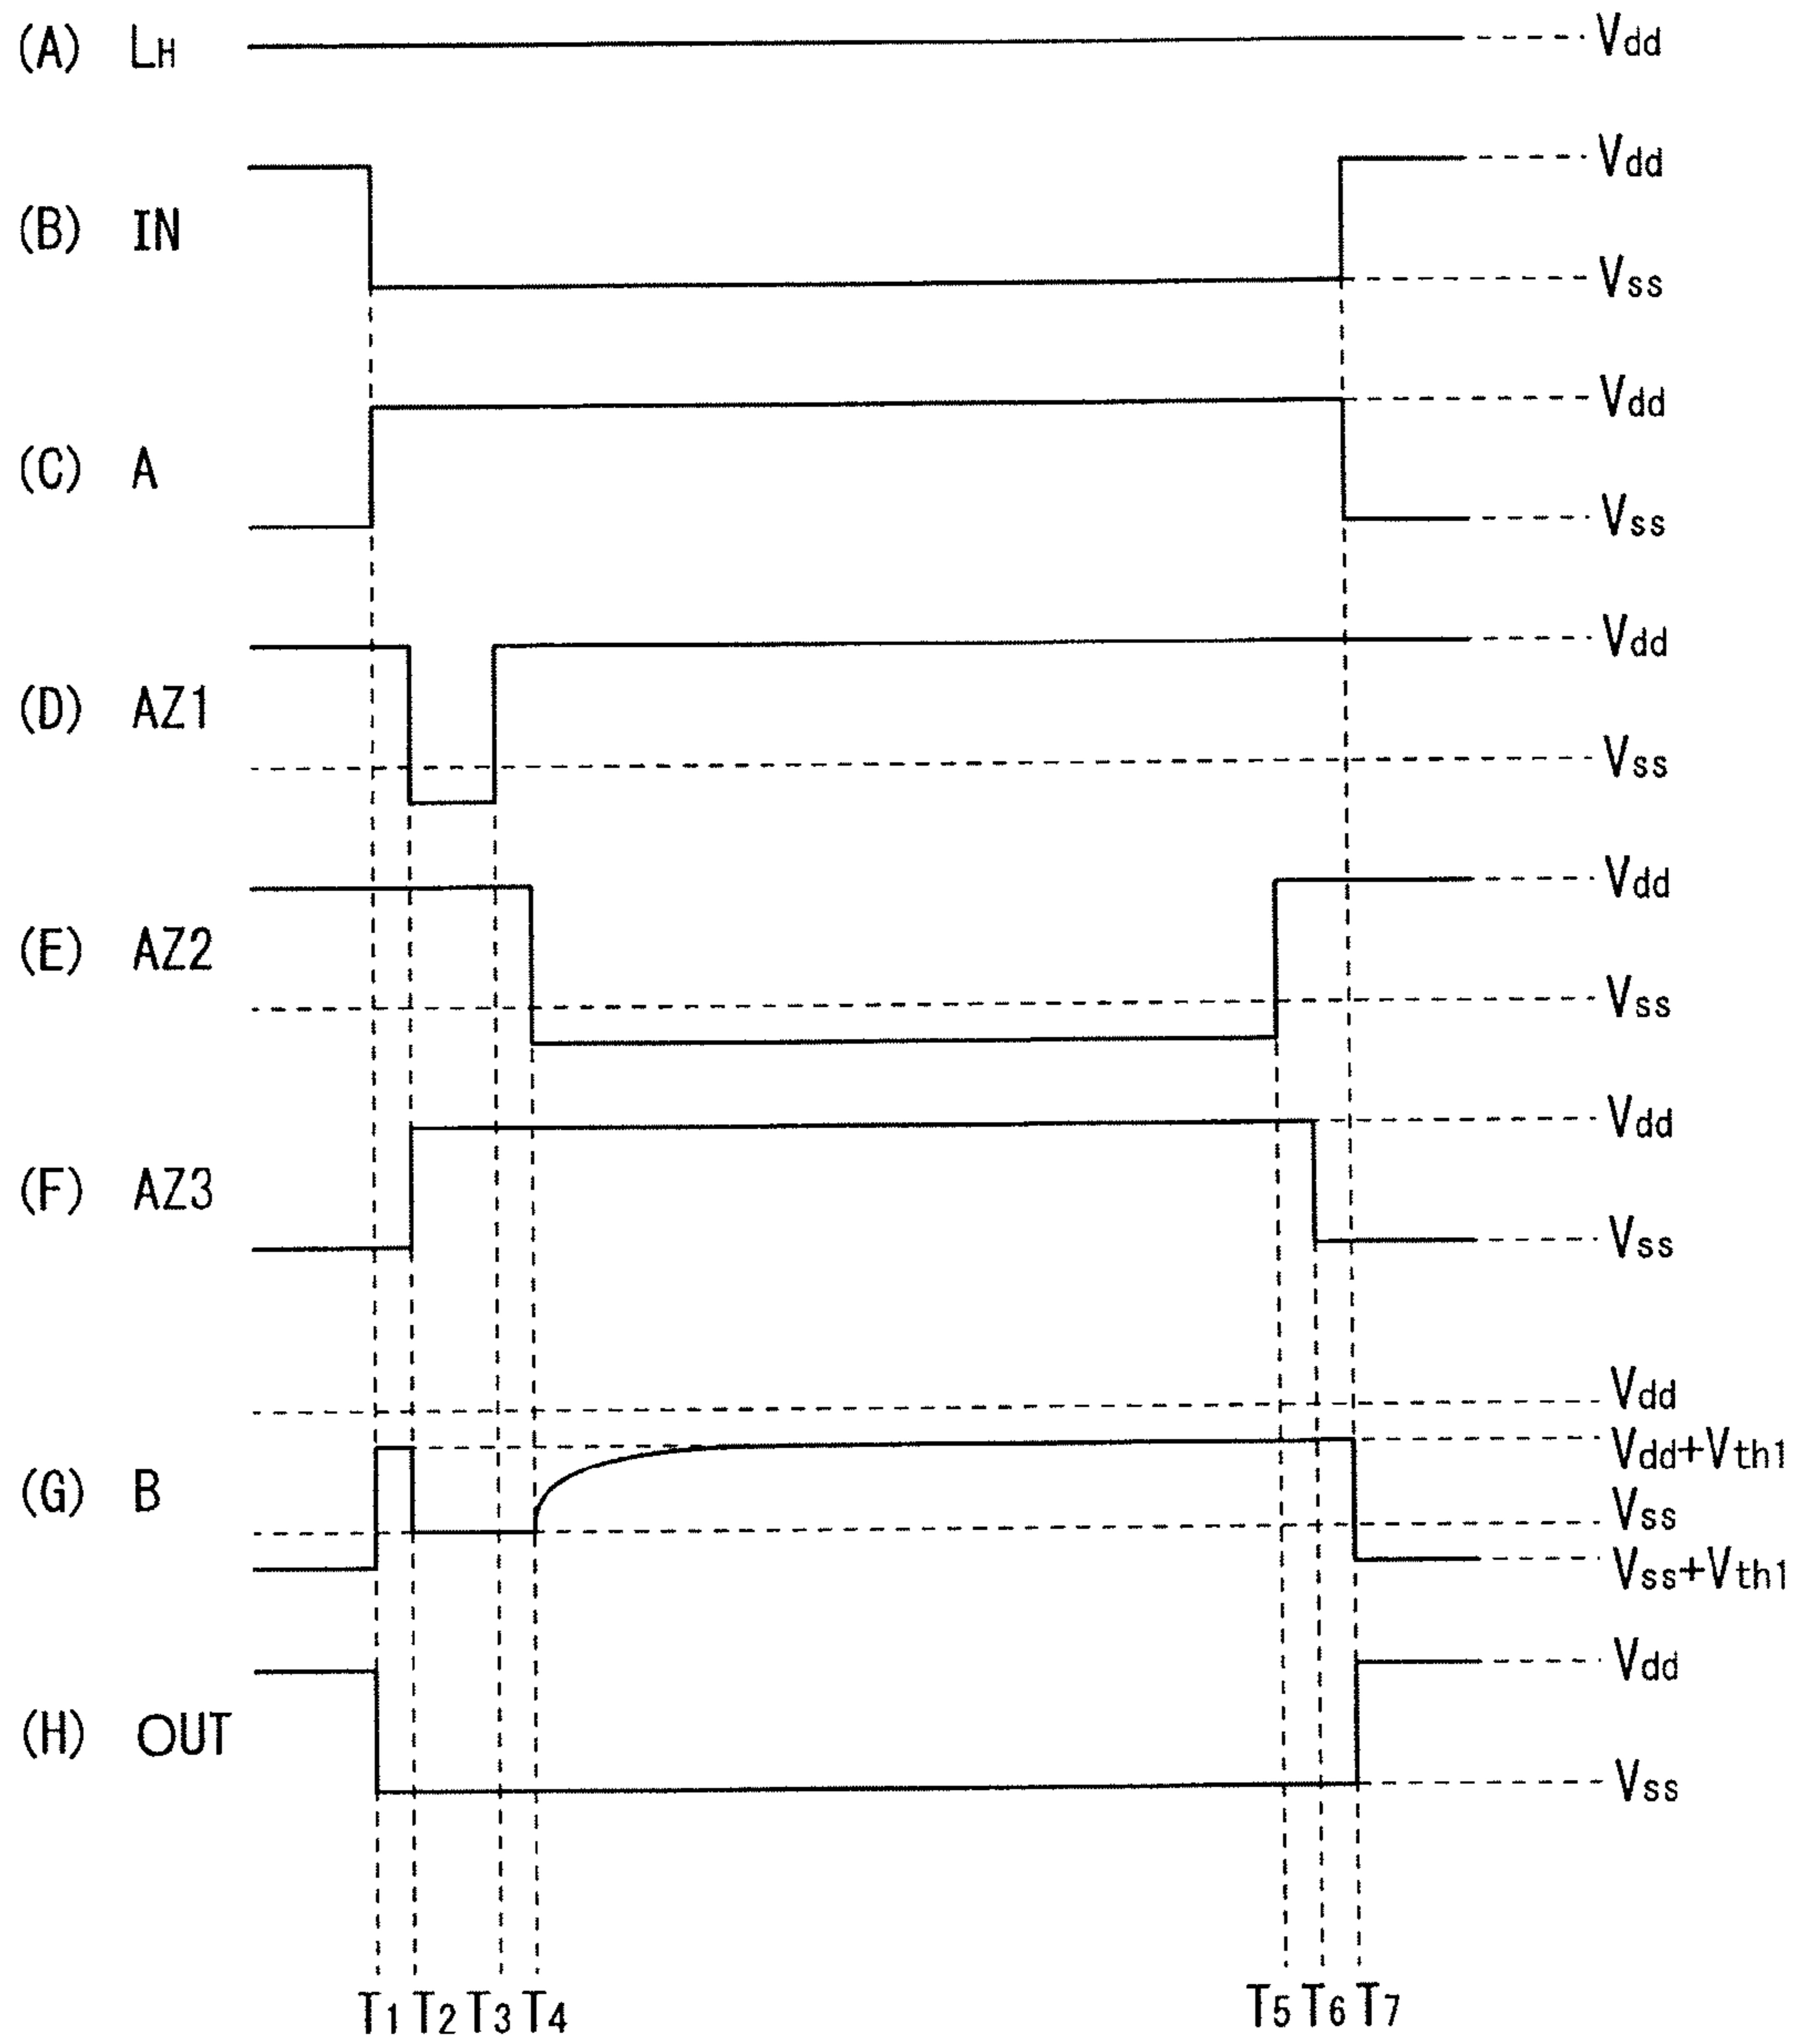 (A) LH Vdd
(B) IN Vdd
Vss
(C) A Vdd
Vss
(D) AZ1 Vdd
Vss
(E) AZ2 Vdd
Vss
(F) AZ3 Vdd
Vss
(G) B Vdd
Vdd+Vth1
Vss
Vss+Vth1
(H) OUT Vdd
Vss
T1 T2 T3 T4 T5 T6 T7